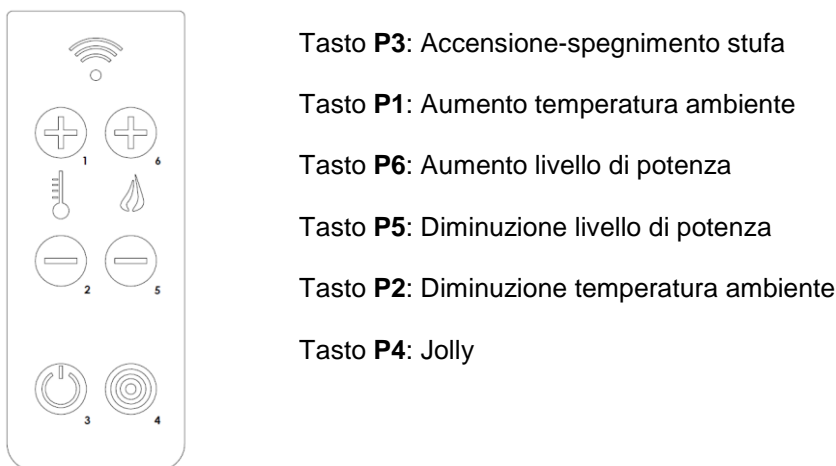 Tasto P3: Accensione-spegnimento stufa
Tasto P1: Aumento temperatura ambiente
Tasto P6: Aumento livello di potenza
Tasto P5: Diminuzione livello di potenza
Tasto P2: Diminuzione temperatura ambiente
Tasto P4: Jolly
1 6
2 5
3 4